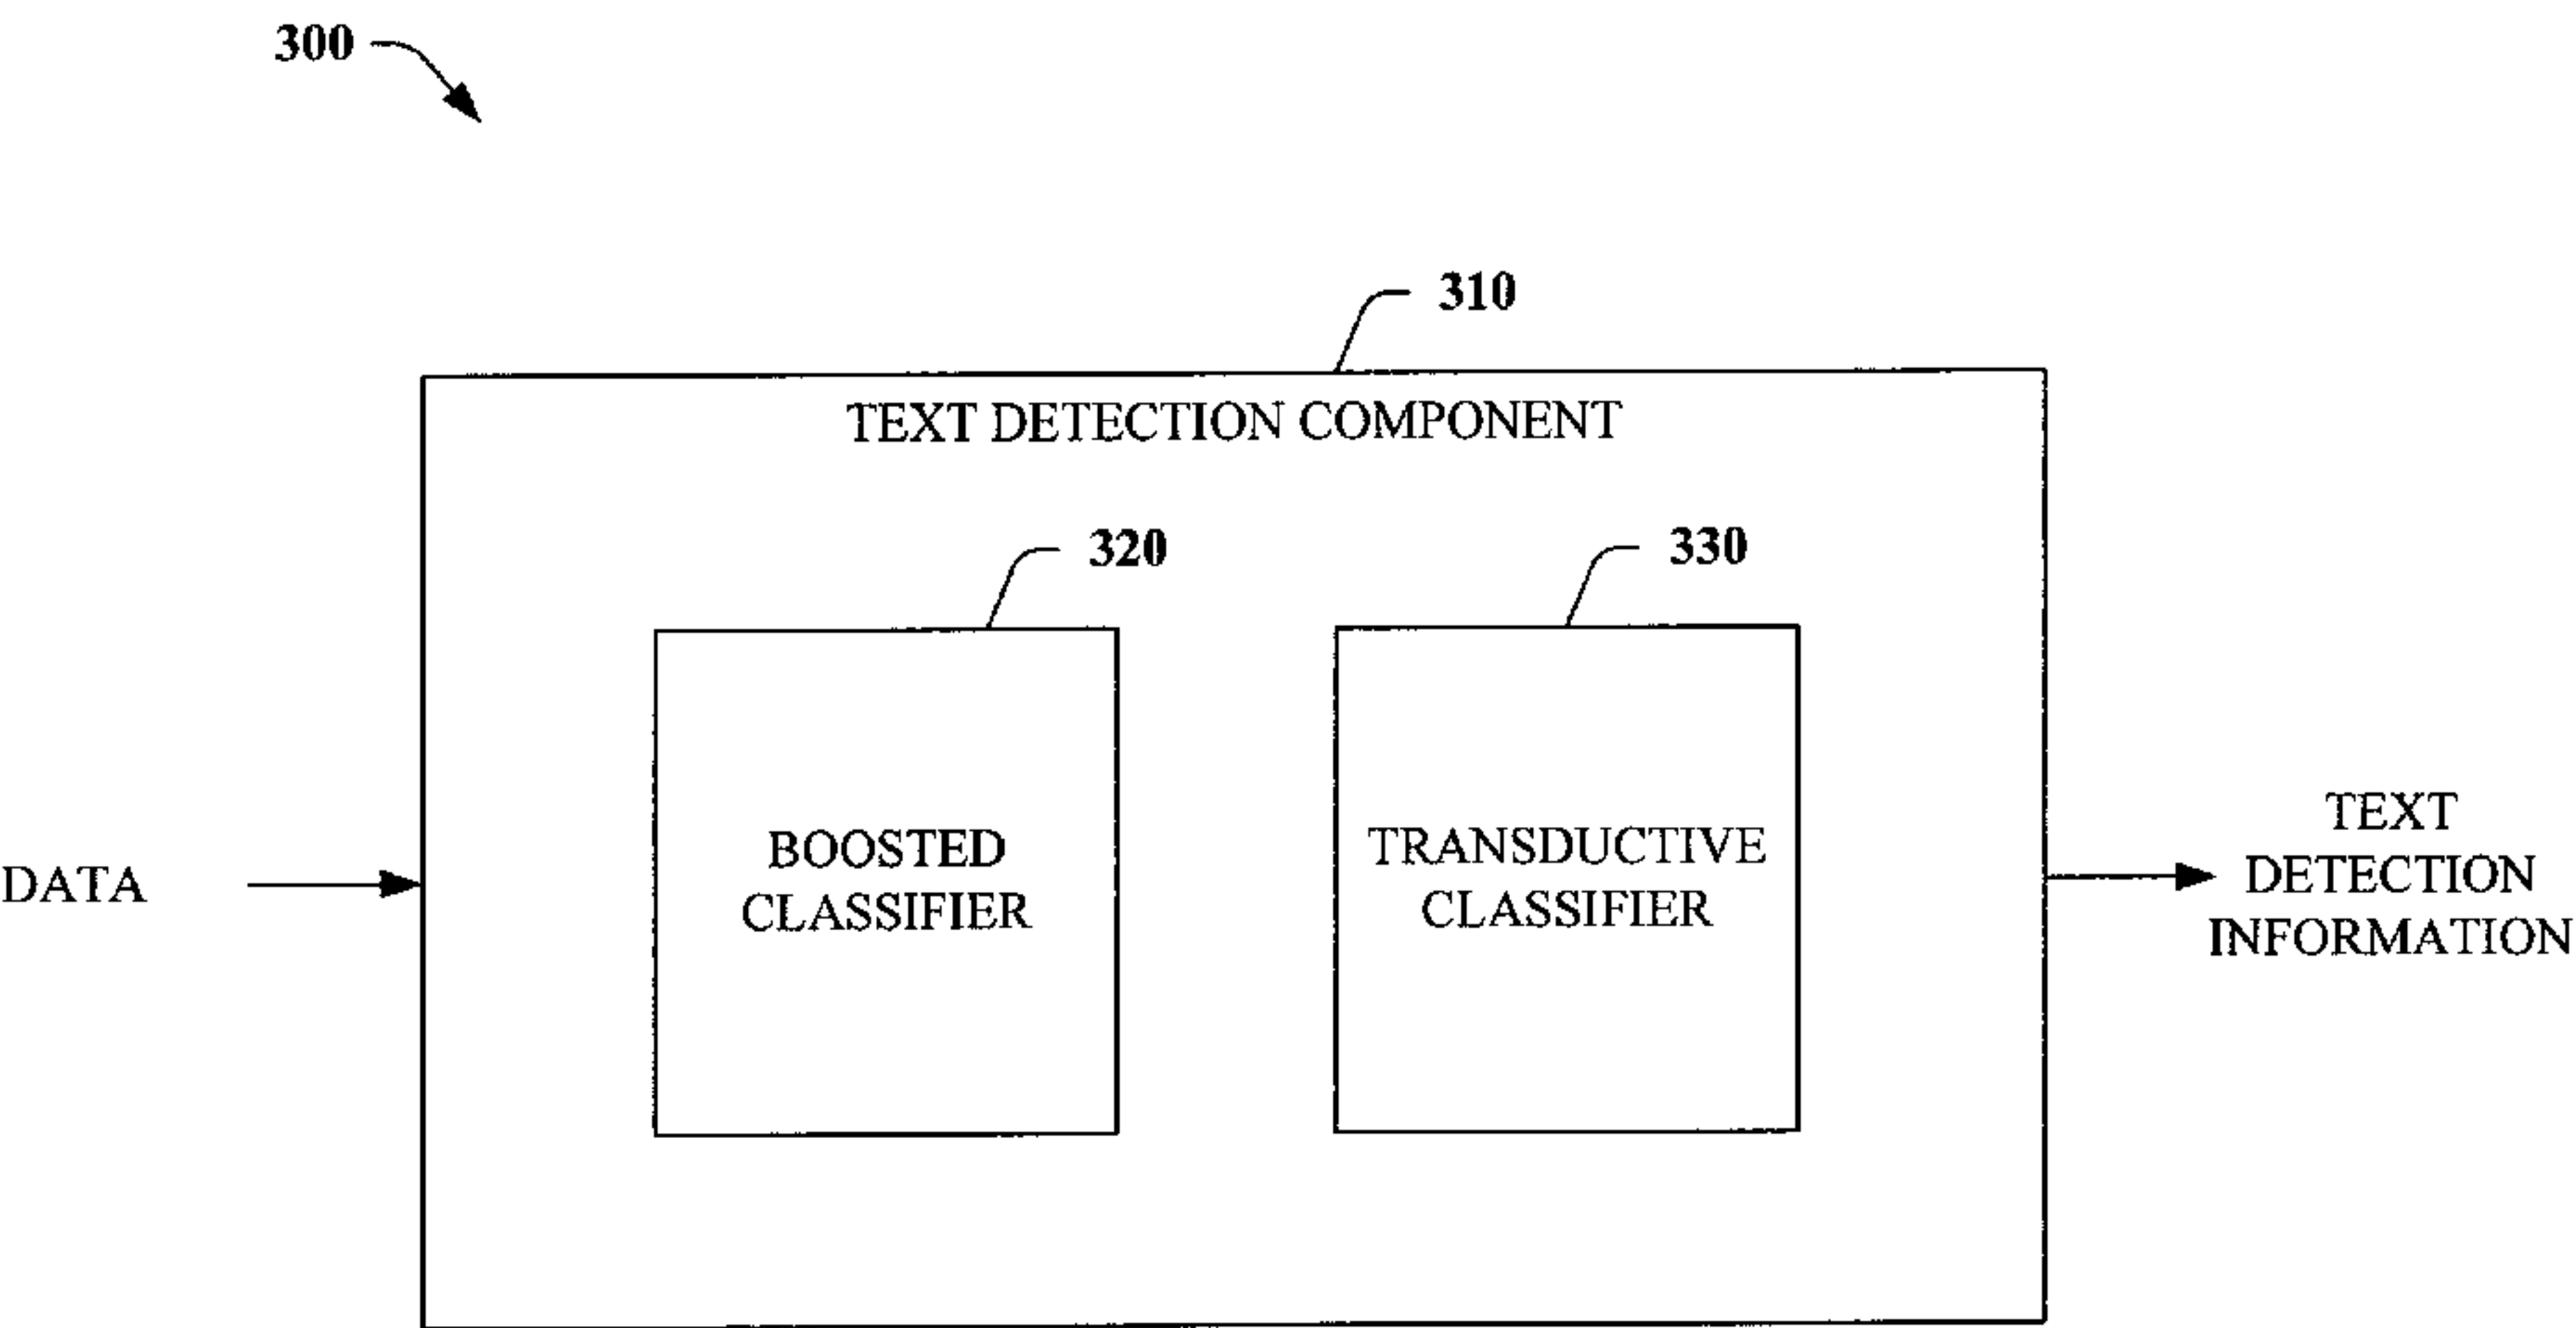 300
310
TEXT DETECTION COMPONENT
320
330
BOOSTED
CLASSIFIER
TRANSDUCTIVE
CLASSIFIER
DATA
TEXT
DETECTION
INFORMATION